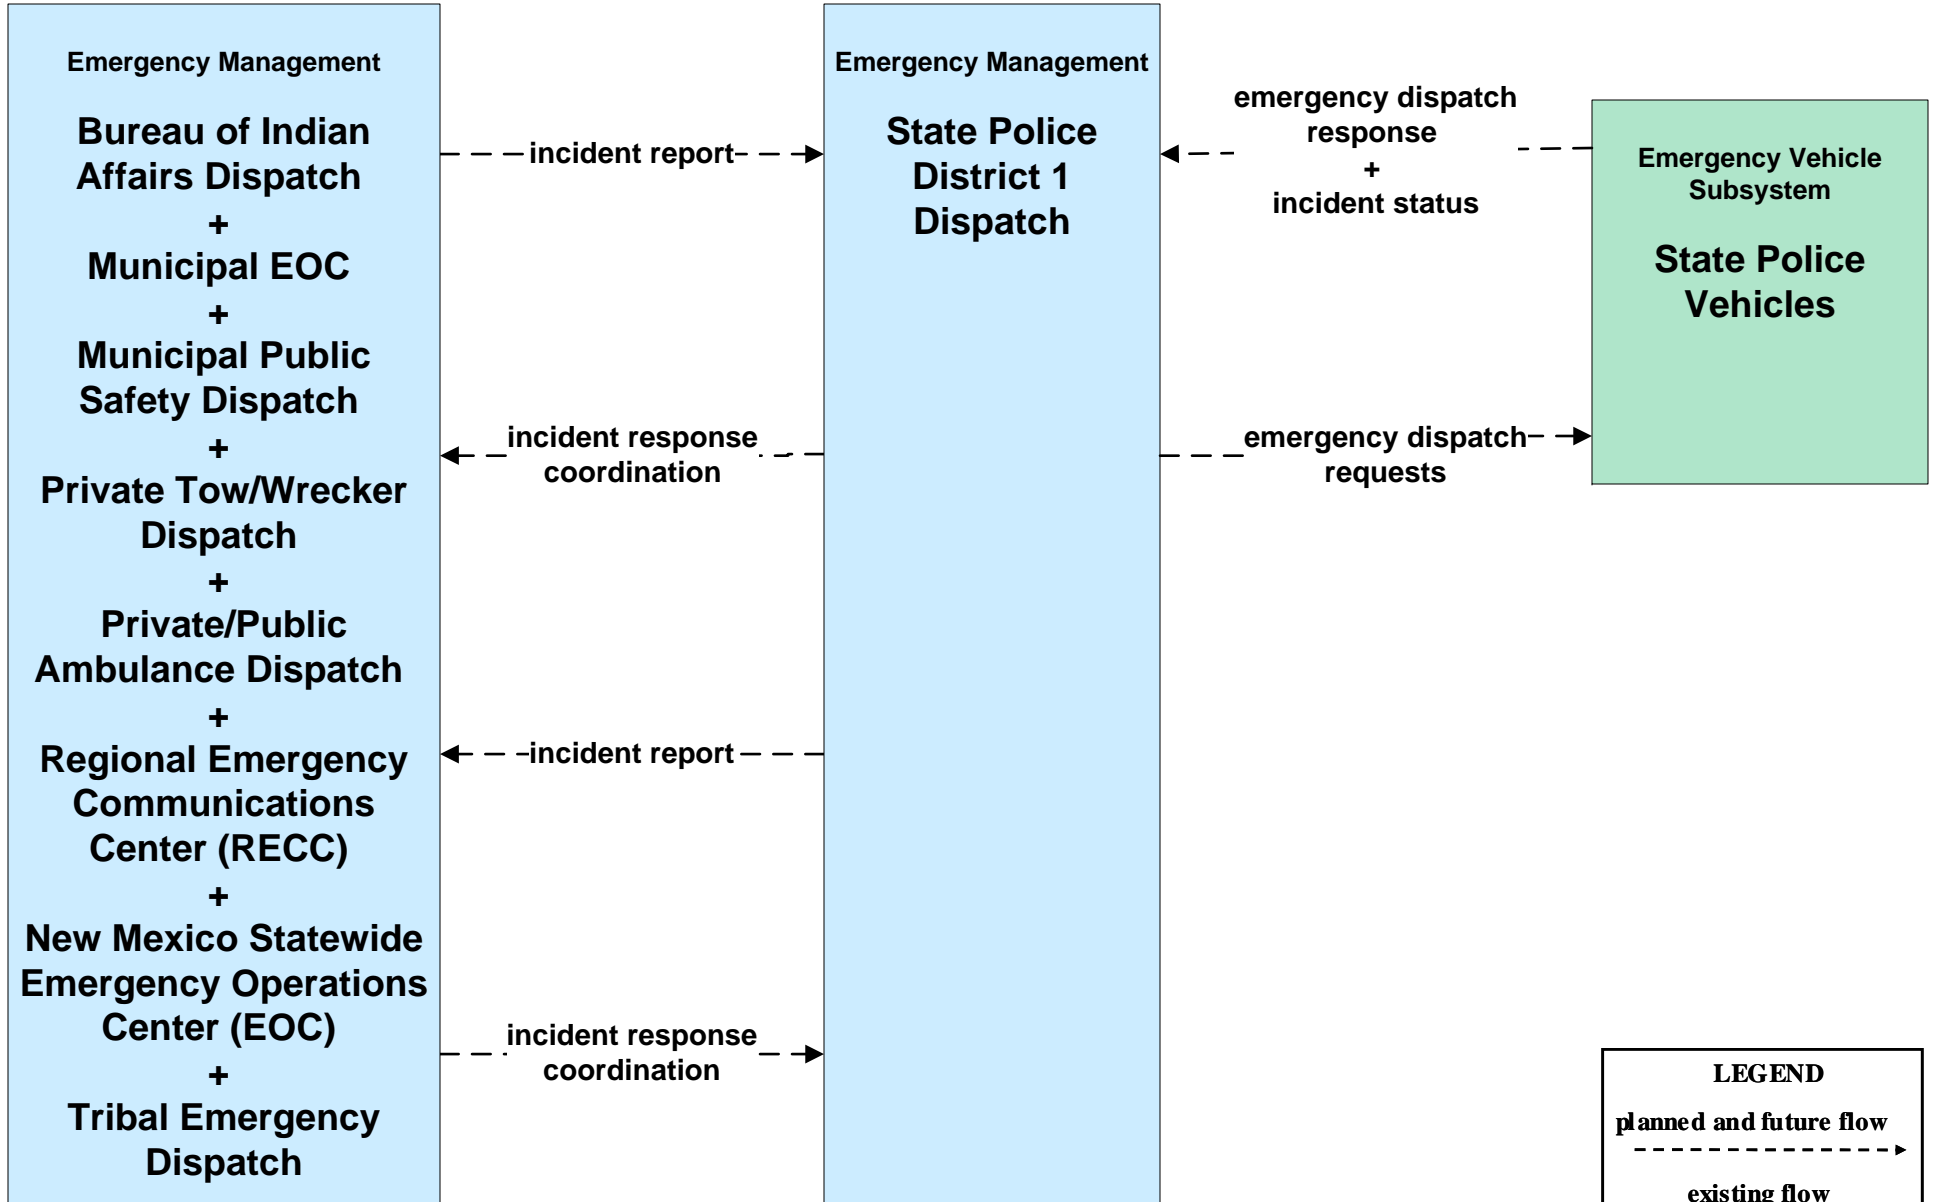 Emergency Management
Bureau of Indian
Affairs Dispatch
+
Municipal EOC
+
Municipal Public
Safety Dispatch
+
Private Tow/Wrecker
Dispatch
+
Private/Public
Ambulance Dispatch
+
Regional Emergency
Communications
Center (RECC)
+
New Mexico Statewide
Emergency Operations
Center (EOC)
+
Tribal Emergency
Dispatch
incident report
incident response
coordination
incident report
incident response
coordination
Emergency Management
State Police
District 1
Dispatch
emergency dispatch
response
+
incident status
emergency dispatch
requests
Emergency Vehicle
Subsystem
State Police
Vehicles
LEGEND
planned and future flow
existing flow